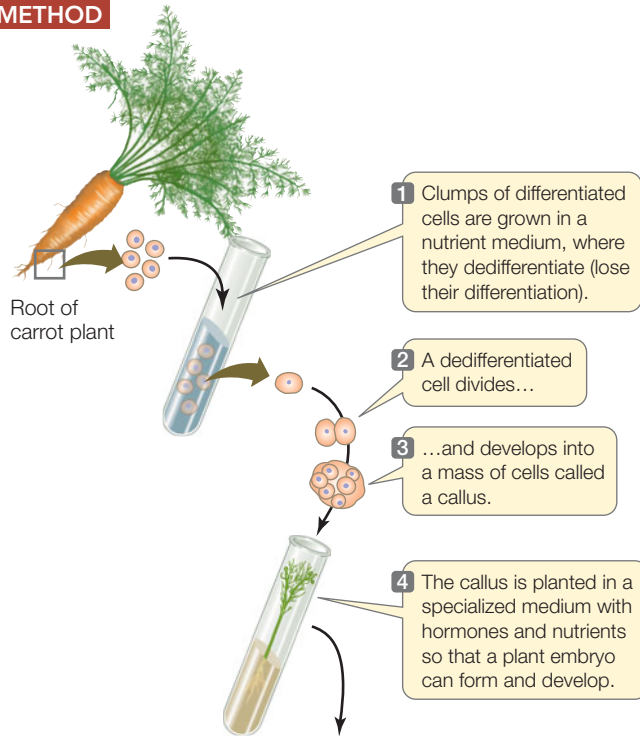 METHOD
1 Clumps of differentiated
cells are grown in a
nutrient medium, where
they dedifferentiate (lose
their differentiation).
Root of
carrot plant
2 A dedifferentiated
cell divides…
3 …and develops into
a mass of cells called
a callus.
4 The callus is planted in a
specialized medium with
hormones and nutrients
so that a plant embryo
can form and develop.